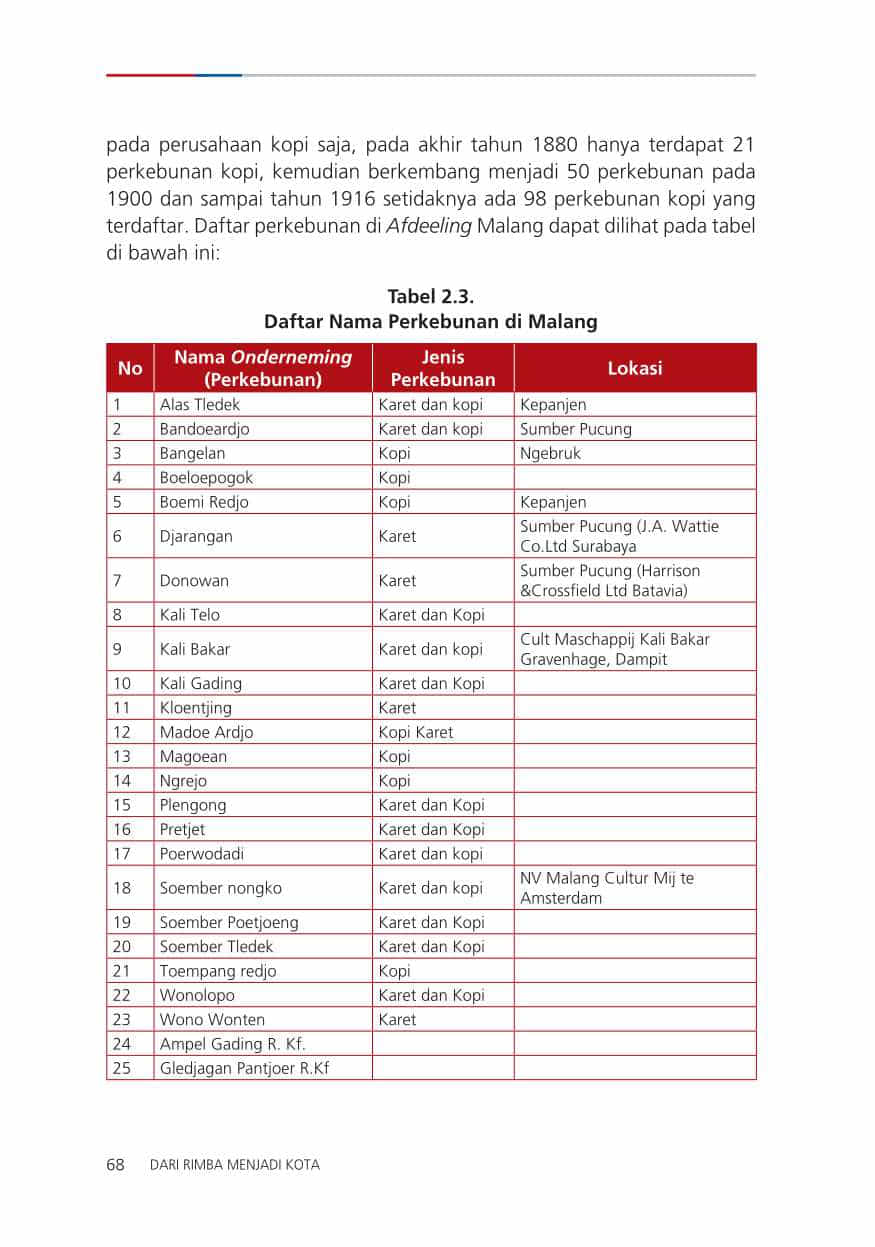 pada perusahaan kopi saja, pada akhir tahun 1880 hanya terdapat 21
perkebunan kopi, kemudian berkembang menjadi 50 perkebunan pada
1900 dan sampai tahun 1916 setidaknya ada 98 perkebunan kopi yang
terdaftar. Daftar perkebunan di Afdeeling Malang dapat dilihat pada tabel
di bawah ini:
Tabel 2.3.
Daftar Nama Perkebunan di Malang
No Nama Onderneming (Perkebunan) Jenis Perkebunan Lokasi
1 Alas Tledek Karet dan kopi Kepanjen
2 Bandoeardjo Karet dan kopi Sumber Pucung
3 Bangelan Kopi Ngebruk
4 Boeloepogok Kopi
5 Boemi Redjo Kopi Kepanjen
6 Djarangan Karet Sumber Pucung (J.A. Wattie
Co.Ltd Surabaya
7 Donowan Karet Sumber Pucung (Harrison
&Crossfield Ltd Batavia)
8 Kali Telo Karet dan Kopi
9 Kali Bakar Karet dan kopi Cult Maschappij Kali Bakar
Gravenhage, Dampit
10 Kali Gading Karet dan Kopi
11 Kloentjing Karet
12 Madoe Ardjo Kopi Karet
13 Magoean Kopi
14 Ngrejo Kopi
15 Plengong Karet dan Kopi
16 Pretjet Karet dan Kopi
17 Poerwodadi Karet dan kopi
18 Soember nongko Karet dan kopi NV Malang Cultur Mij te
Amsterdam
19 Soember Poetjoeng Karet dan Kopi
20 Soember Tledek Karet dan Kopi
21 Toempang redjo Kopi
22 Wonolopo Karet dan Kopi
23 Wono Wonten Karet
24 Ampel Gading R. Kf.
25 Gledjagan Pantjoer R.Kf
68 DARI RIMBA MENJADI KOTA